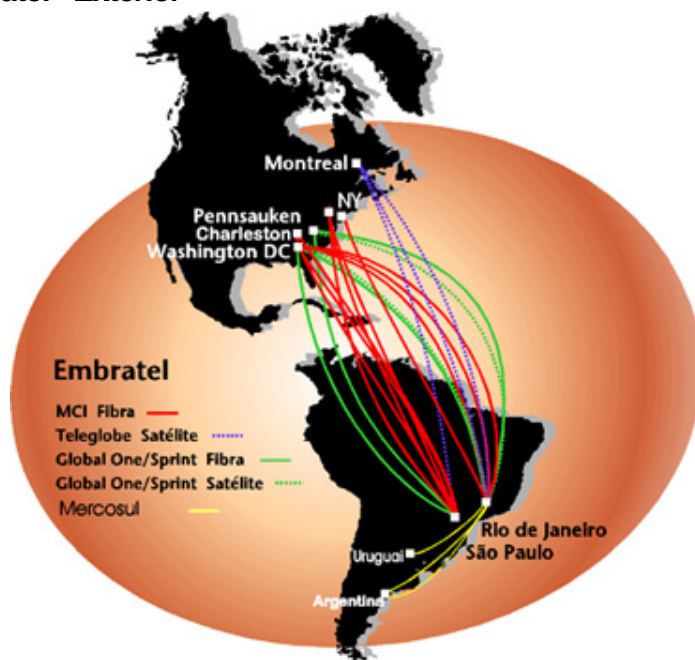 Exterior
Montreal
NY
Pennsauken
Charleston
Washington DC
Embratel
MCI Fibra
Teleglobe Satélite
Global One/Sprint Fibra
Global One/Sprint Satélite
Mercosul
Rio de Janeiro
São Paulo
Uruguai
Argentina